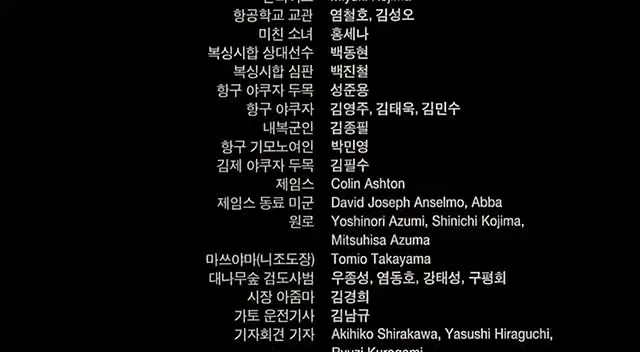 항공학교 교관 염철호, 김성오
미친 소녀 홍세나
복싱시합 상대선수 백동현
복싱시합 심판 백진철
항구 야쿠자 두목 성준용
항구 야쿠자 김영주, 김태욱, 김민수
내복군인 김종필
항구 기모노여인 박민영
김제 야쿠자 두목 김필수
제임스 Colin Ashton
제임스 동료 미군 David Joseph Anselmo, Abba
원로 Yoshinori Azumi, Shinichi Kojima,
Mitsuhisa Azuma
마쓰야마(니조도장) Tomio Takayama
대나무숲 검도사범 우종성, 염동호, 강태성, 구평회
시장 아줌마 김경희
가토 운전기사 김남규
기자회견 기자 Akihiko Shirakawa, Yasushi Hiraguchi,